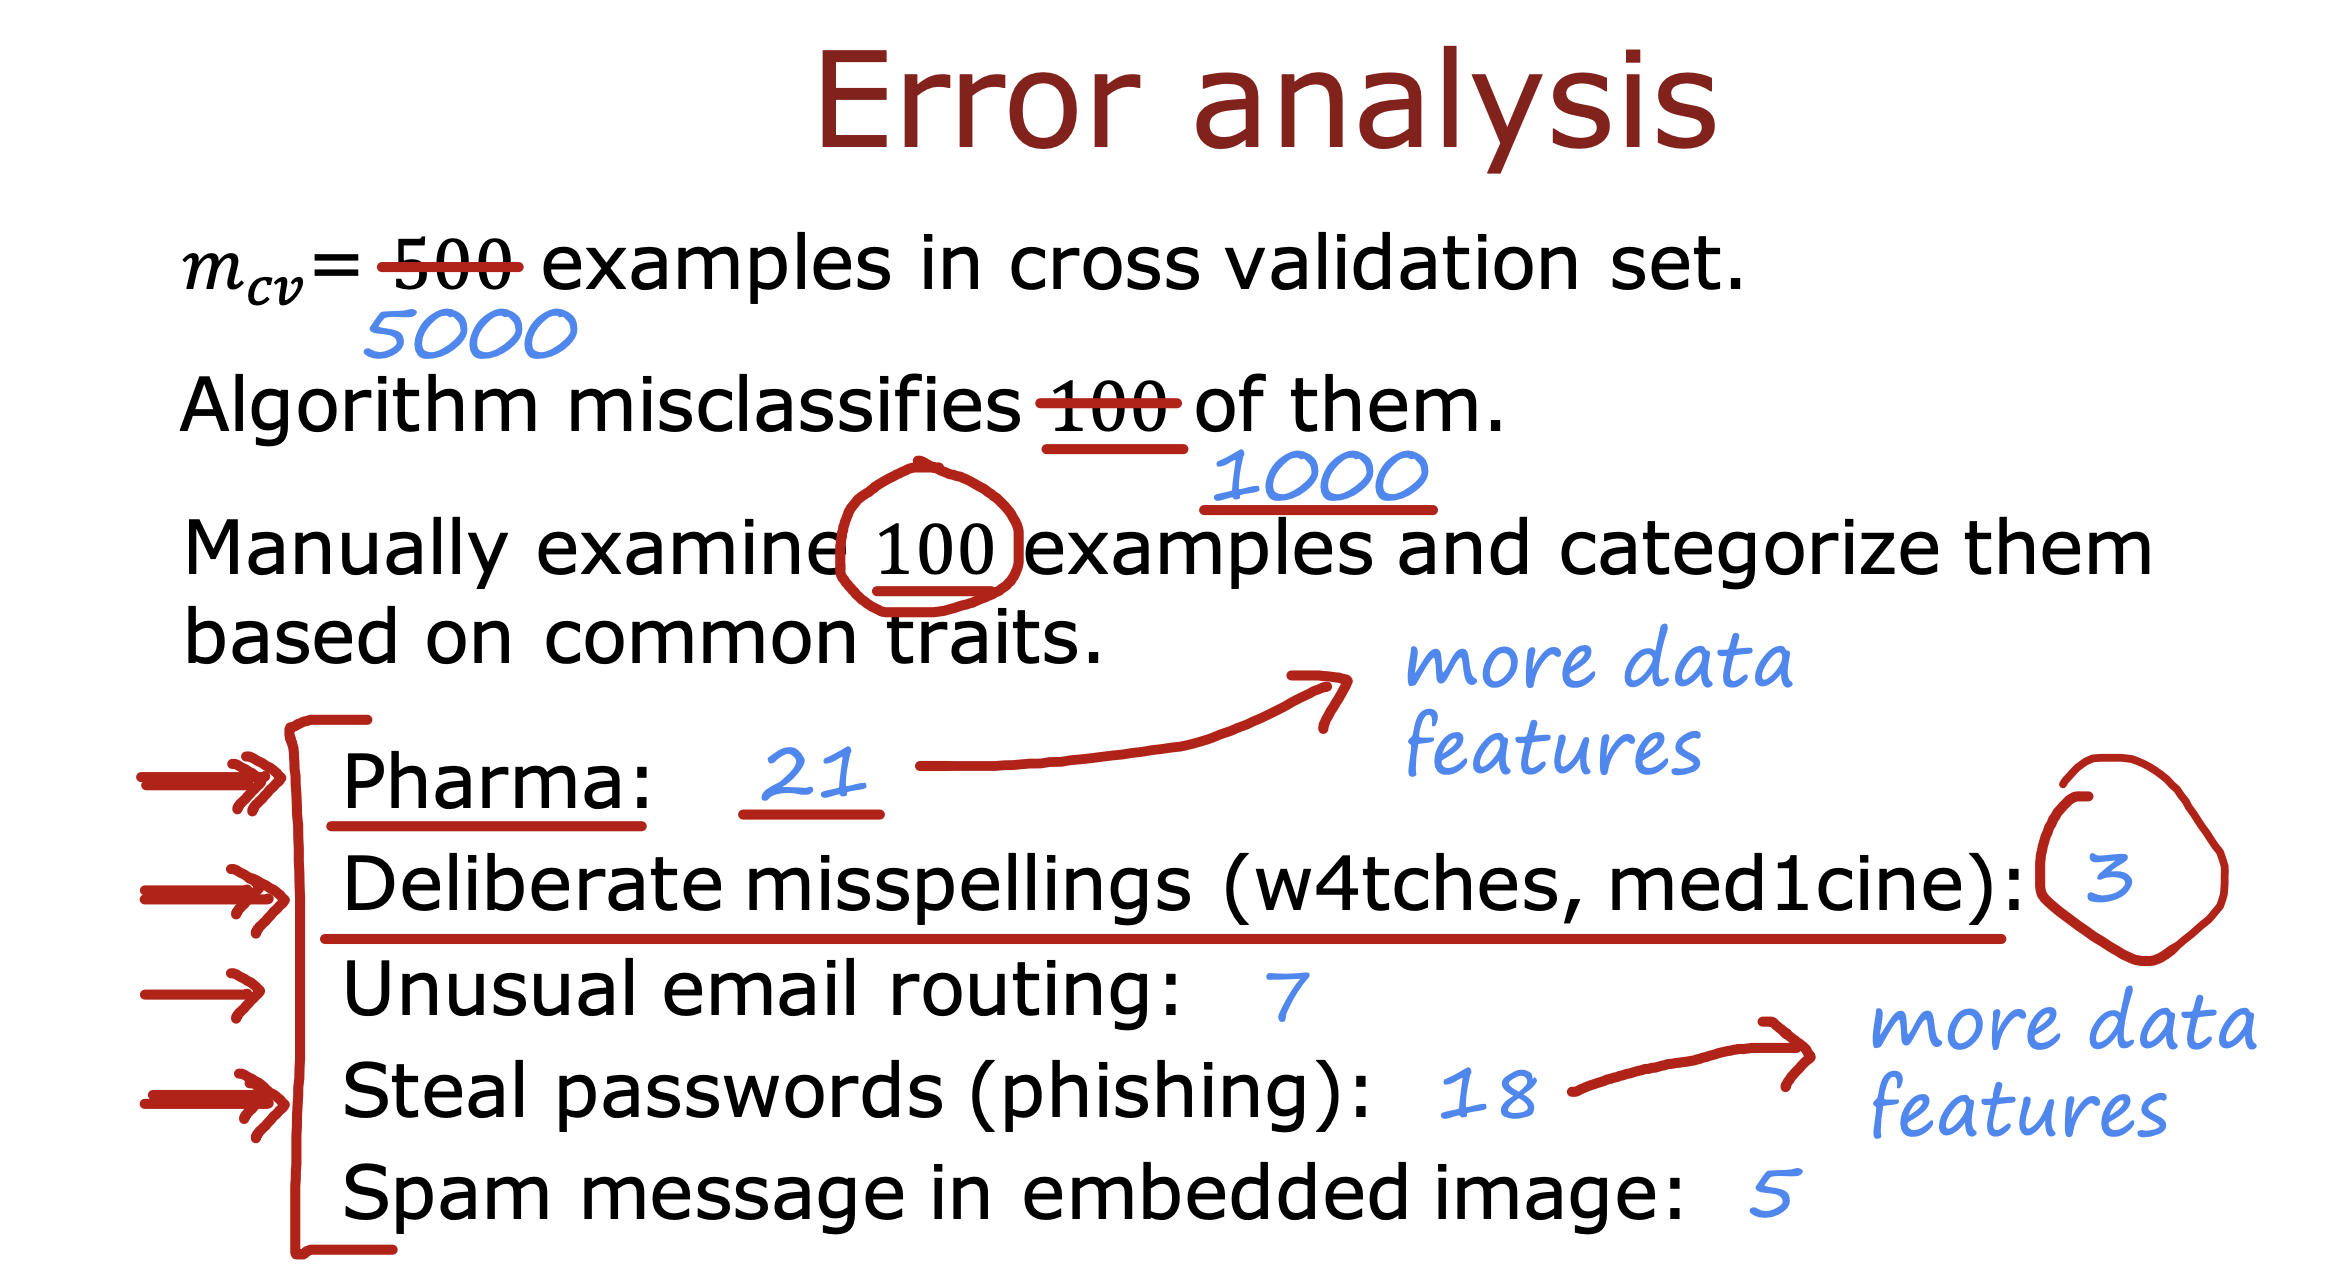 Error analysis
m_cv = 500 examples in cross validation set.
5000
Algorithm misclassifies 100 of them.
1000
Manually examine 100 examples and categorize them
based on common traits.
more data
features
Pharma: 21
Deliberate misspellings (w4tches, med1cine): 3
Unusual email routing: 7
Steal passwords (phishing): 18
more data
features
Spam message in embedded image: 5